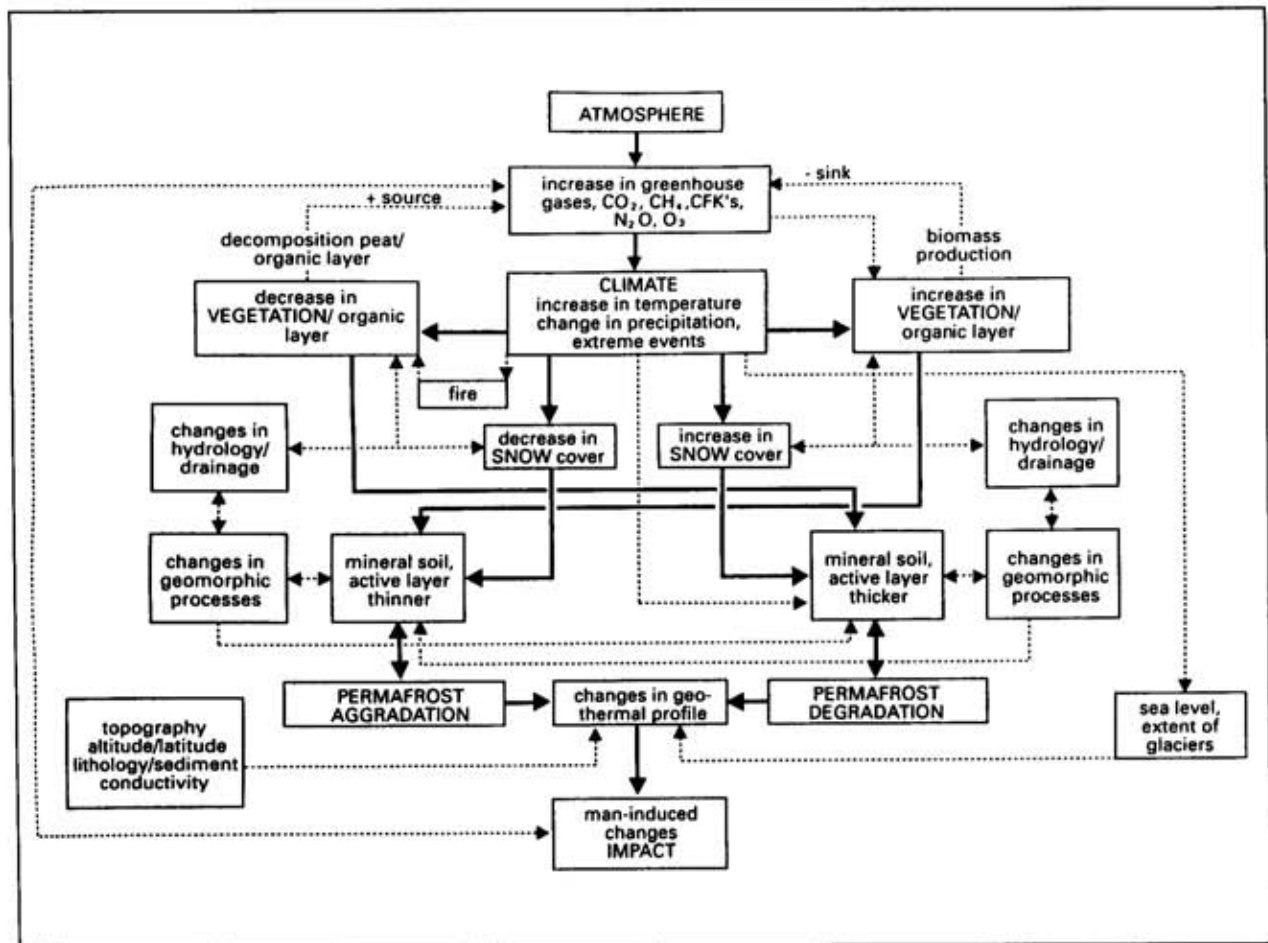 ATMOSPHERE
increase in greenhouse
gases, CO₂, CH₄,CFK's,
N₂O, O₃
- sink
+ source
decomposition peat/
organic layer
biomass
production
decrease in
VEGETATION/ organic
layer
CLIMATE
increase in temperature
change in precipitation,
extreme events
increase in
VEGETATION/
organic layer
fire
changes in
hydrology/
drainage
decrease in
SNOW cover
increase in
SNOW cover
changes in
hydrology/
drainage
changes in
geomorphic
processes
mineral soil,
active layer
thinner
mineral soil,
active layer
thicker
changes in
geomorphic
processes
PERMAFROST
AGGRADATION
changes in geo-
thermal profile
PERMAFROST
DEGRADATION
topography
altitude/latitude
lithology/sediment
conductivity
sea level,
extent of
glaciers
man-induced
changes
IMPACT